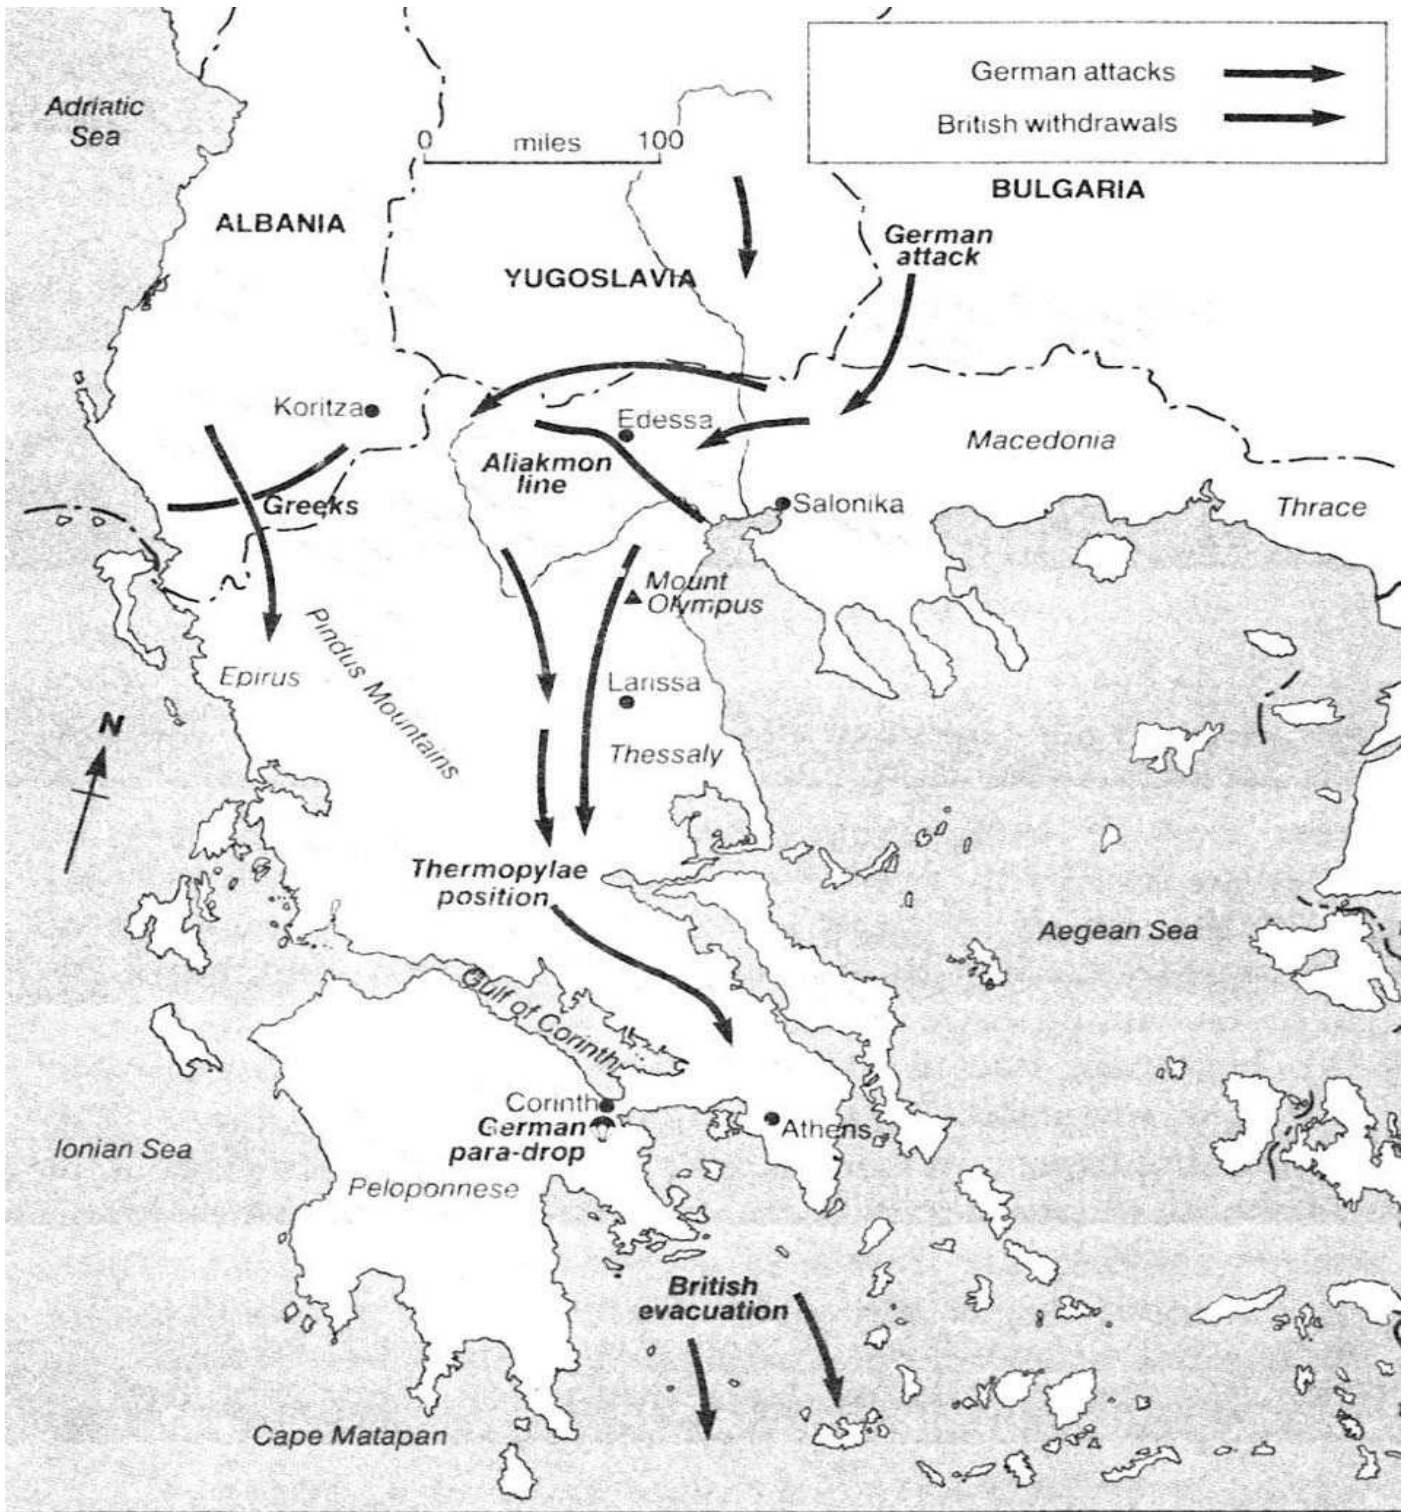 German attacks
British withdrawals
Adriatic
Sea
0 miles 100
BULGARIA
ALBANIA
German
attack
YUGOSLAVIA
Koritza
Edessa
Macedonia
Aliakmon
line
Greeks
Salonika
Thrace
Mount
Olympus
Pindus Mountains
Epirus
Larissa
N
Thessaly
Thermopylae
position
Aegean Sea
Gulf of Corinth
Corinth
German
para-drop
Athens
Ionian Sea
Peloponnese
British
evacuation
Cape Matapan